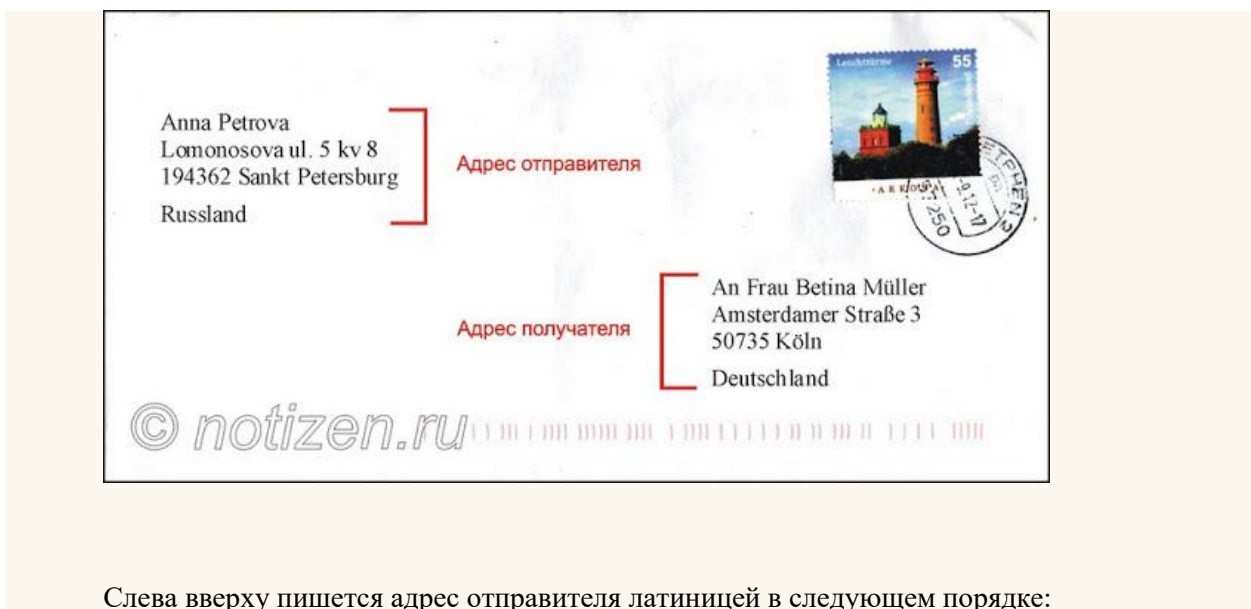 Leuchttürme 55
Anna Petrova
Lomonosova ul. 5 kv 8
194362 Sankt Petersburg
Russland
Адрес отправителя
An Frau Betina Müller
Amsterdamer Straße 3
50735 Köln
Deutschland
Адрес получателя
© notizen.ru
Слева вверху пишется адрес отправителя латиницей в следующем порядке: